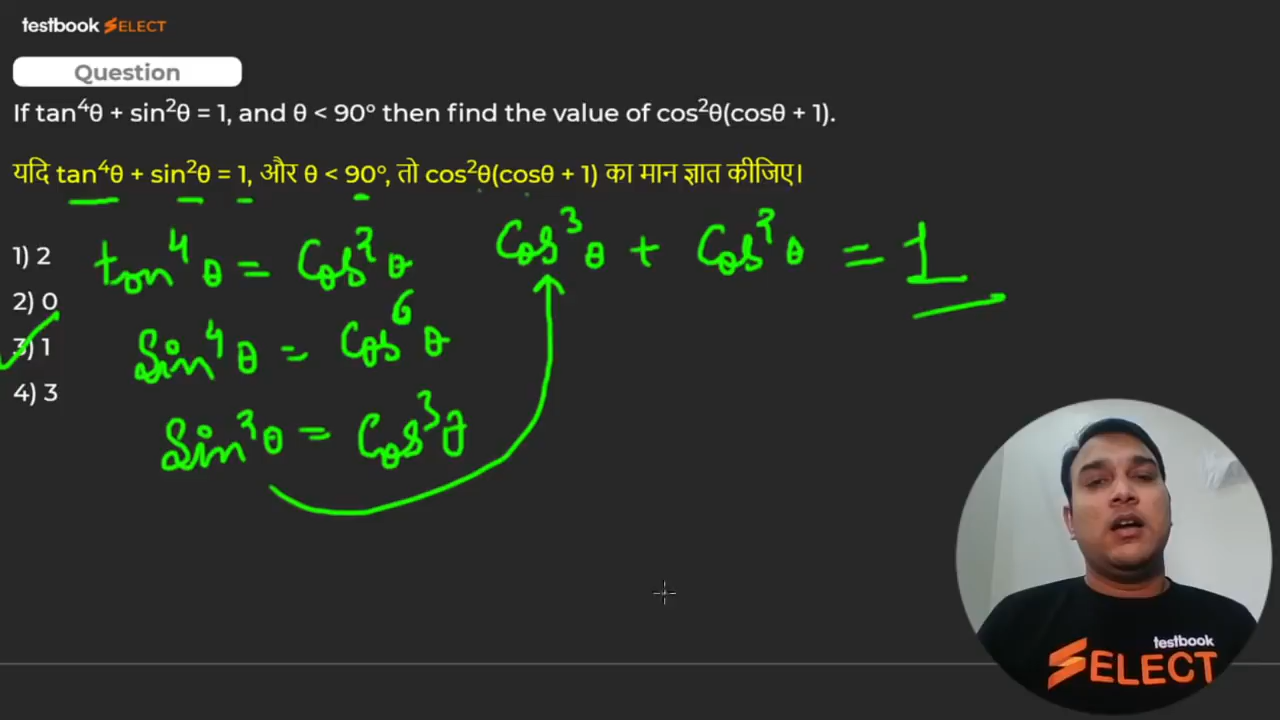 testbook SELECT
Question
If tan⁴θ + sin²θ = 1, and θ < 90° then find the value of cos²θ(cosθ + 1).
यदि tan⁴θ + sin²θ = 1, और θ < 90°, तो cos²θ(cosθ + 1) का मान ज्ञात कीजिए।
1) 2
2) 0
3) 1
4) 3
tan⁴θ = Cos²θ
Sin⁴θ = Cos⁶θ
Sin²θ = Cos³θ
Cos³θ + Cos²θ = 1
testbook
SELECT